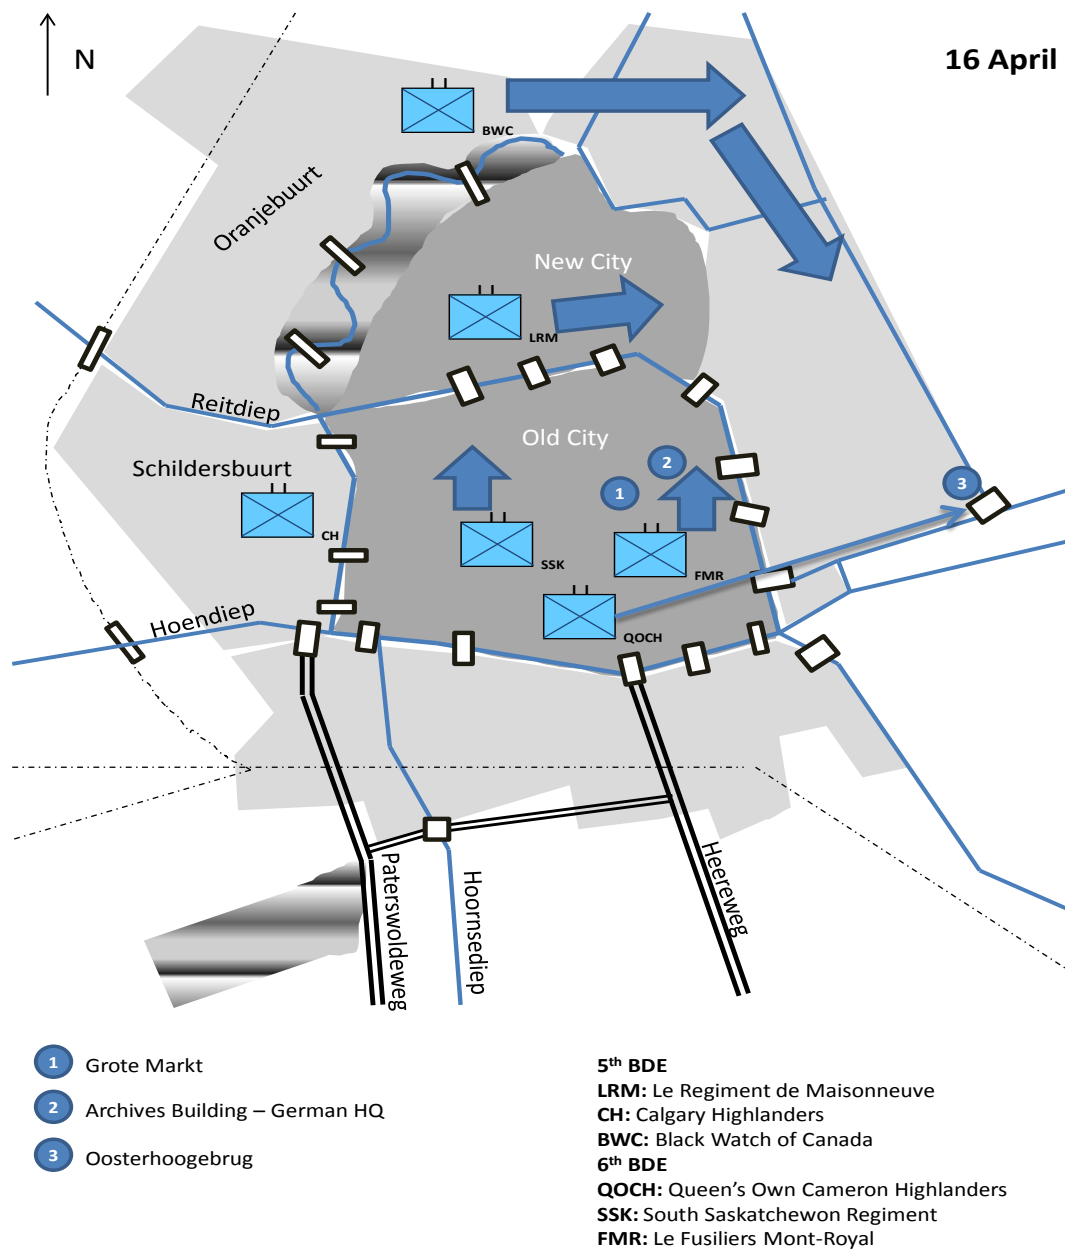 N
16 April
BWC
Oranjebuurt
New City
LRM
Reitdiep
Old City
Schildersbuurt
2
1
3
CH
SSK
FMR
QOCH
Hoendiep
Paterswoldeweg
Hoornsediep
Heereweg
1 Grote Markt
2 Archives Building – German HQ
3 Oosterhoogebrug
5th BDE
LRM: Le Regiment de Maisonneuve
CH: Calgary Highlanders
BWC: Black Watch of Canada
6th BDE
QOCH: Queen's Own Cameron Highlanders
SSK: South Saskatchewon Regiment
FMR: Le Fusiliers Mont-Royal